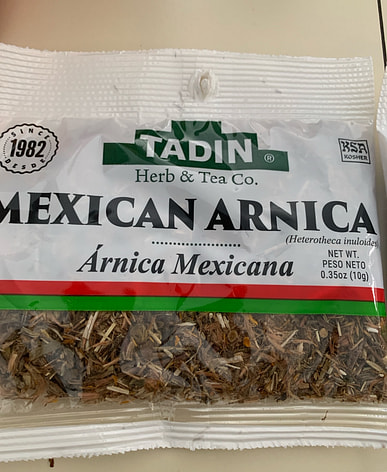 SINCE
1982
DESDE
TADIN®
Herb & Tea Co.
KSA
KOSHER
MEXICAN ARNICA
(Heterotheca inuloides)
Árnica Mexicana
NET WT.
PESO NETO
0.35oz (10g)